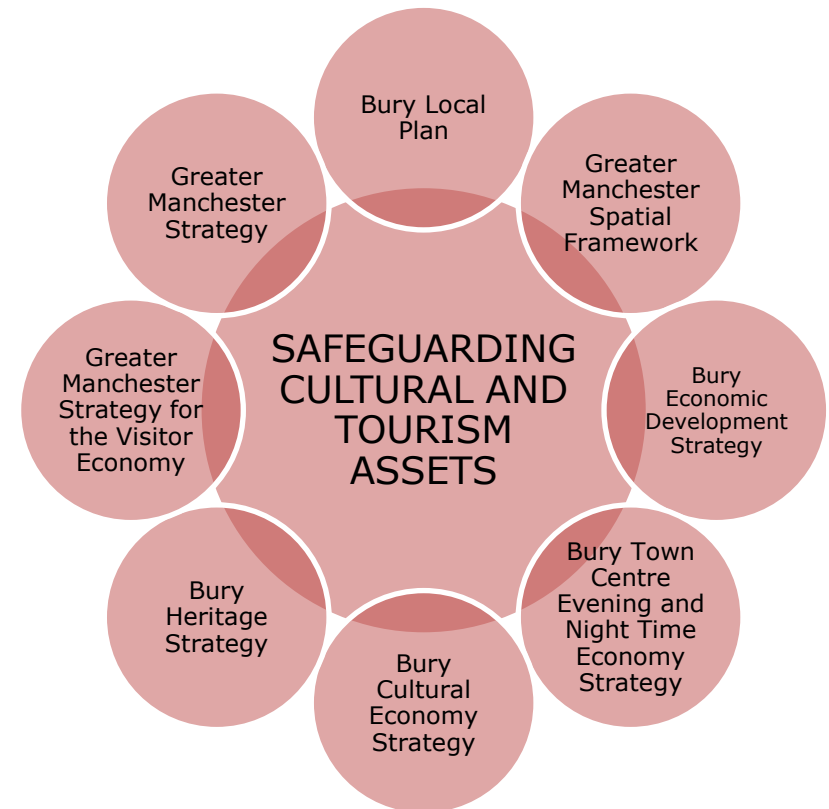 Bury Local
Plan
Greater
Manchester
Spatial
Framework
Bury
Economic
Development
Strategy
Bury Town
Centre
Evening and
Night Time
Economy
Strategy
Bury
Cultural
Economy
Strategy
Bury
Heritage
Strategy
Greater
Manchester
Strategy for
the Visitor
Economy
Greater
Manchester
Strategy
SAFEGUARDING
CULTURAL AND
TOURISM
ASSETS